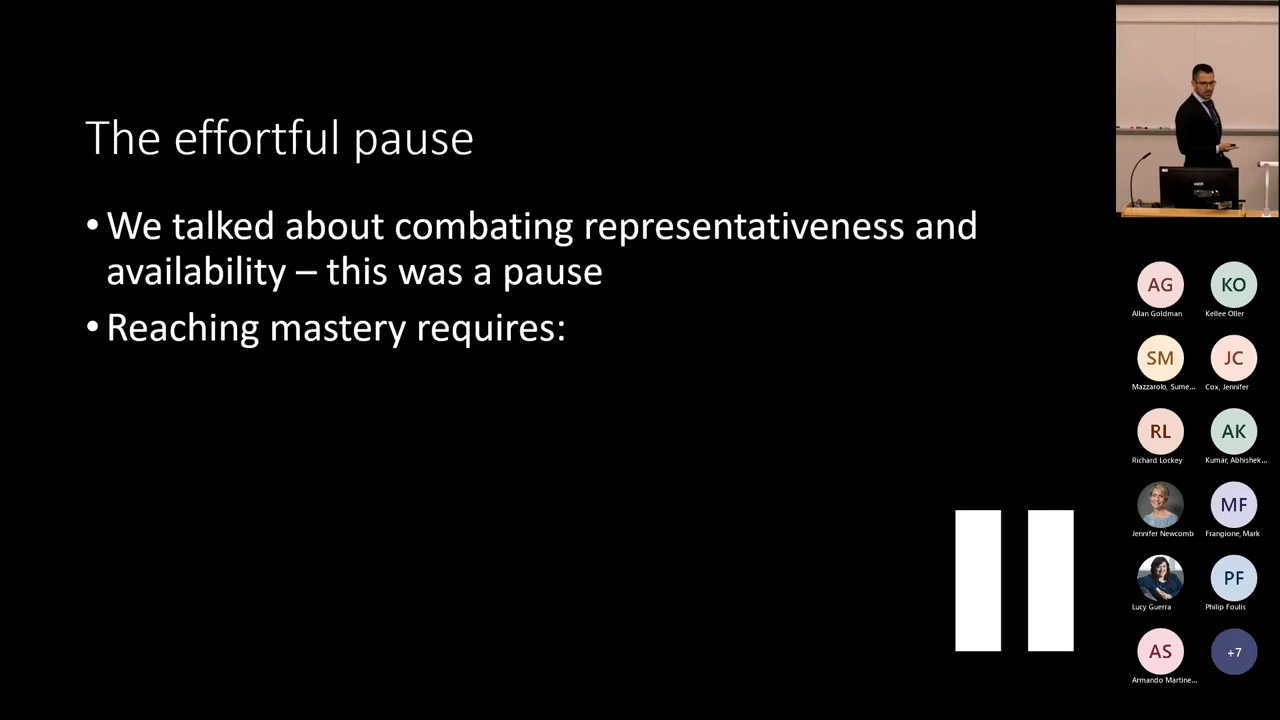 The effortful pause
• We talked about combating representativeness and
availability – this was a pause
• Reaching mastery requires:
AG
Allan Goldman
KO
Kellee Oller
SM
Mazzarolo, Sume...
JC
Cox, Jennifer
RL
Richard Lockey
AK
Kumar, Abhishek...
Jennifer Newcomb
MF
Frangione, Mark
Lucy Guerra
PF
Philip Foulis
AS
Armando Martine...
+7